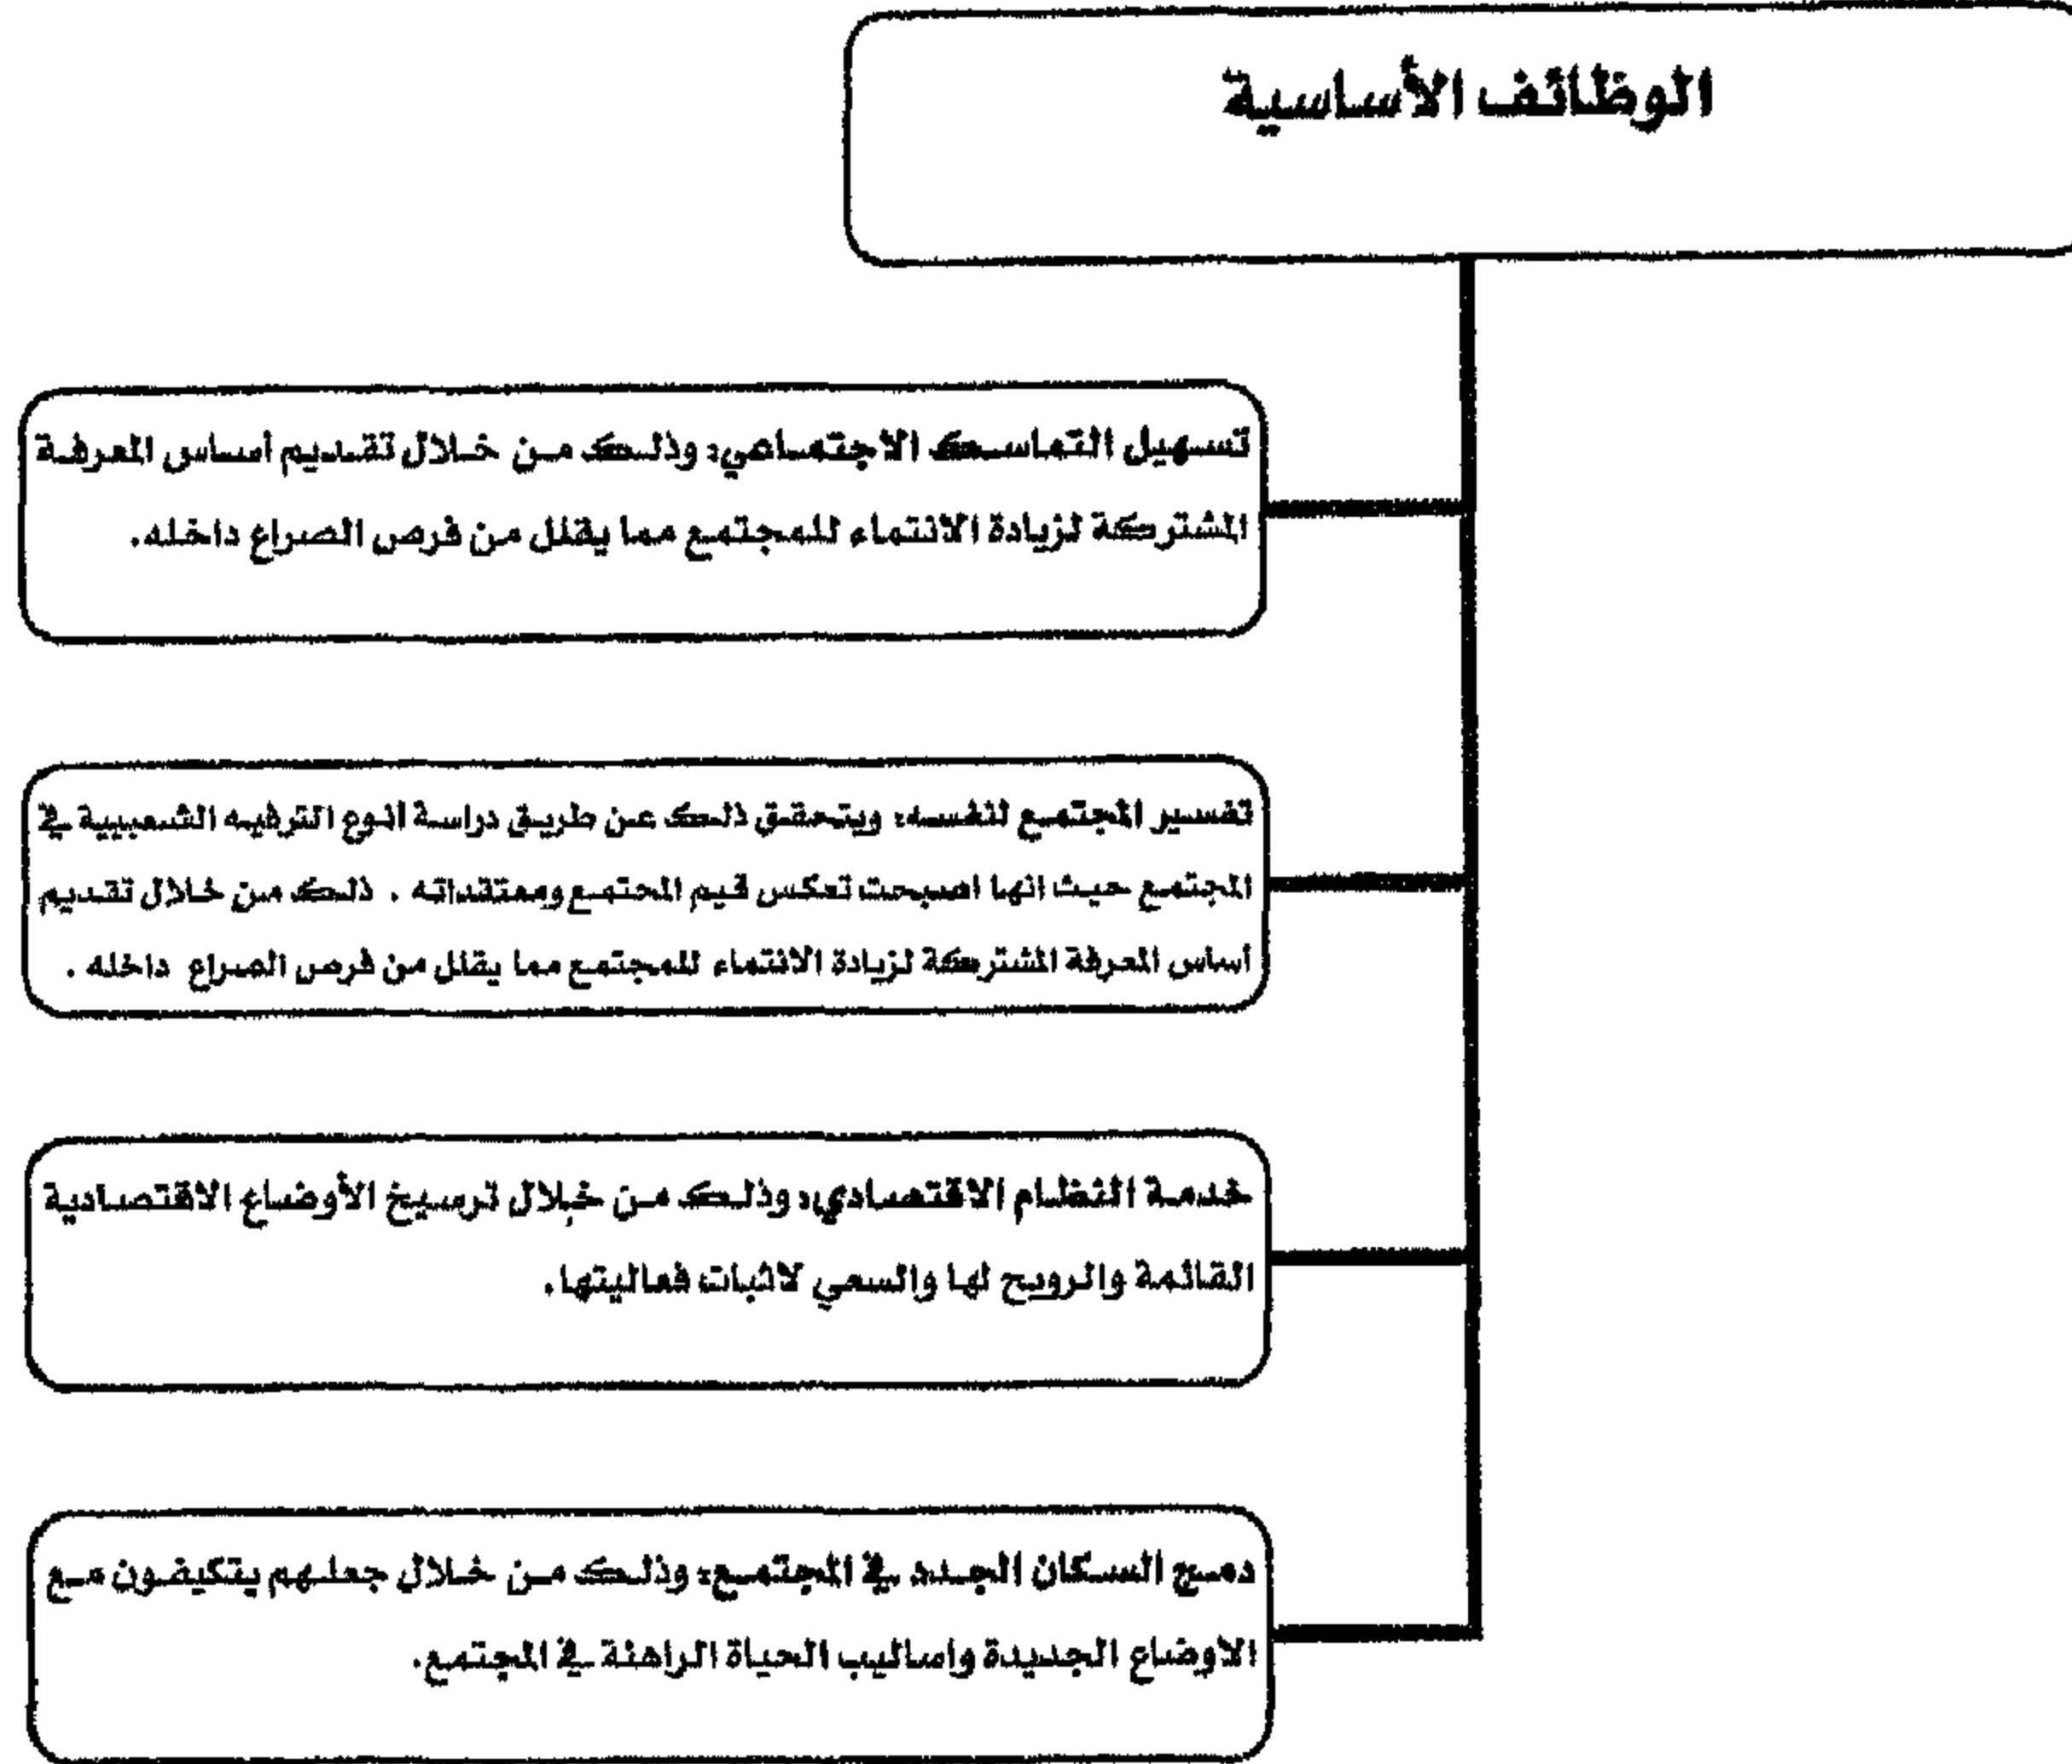 الوظائف الأساسية
تسهيل التماسك الاجتماعي: وذلك من خلال تقديم أساس المعرفة
المشتركة لزيادة الانتماء للمجتمع مما يقلل من فرص الصراع داخله.
تفسير المجتمع لنفسه: ويتحقق ذلك عن طريق دراسة انوع الترفيه الشعبيية في
المجتمع حيث انها اصبحت تعكس قيم المحتمع ومعتقداته . ذلك من خلال تقديم
أساس المعرفة المشتركة لزيادة الانتماء للمجتمع مما يقلل من فرص الصراع داخله .
خدمة النظام الاقتصادي: وذلك من خلال ترسيخ الأوضاع الاقتصادية
القائمة والرويح لها والسعي لاثبات فعاليتها.
دمج السكان الجدد في المجتمع: وذلك من خلال جعلهم يتكيفون مع
الاوضاع الجديدة واساليب الحياة الراهنة في المجتمع.